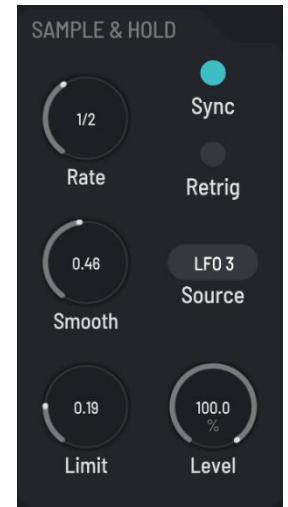 SAMPLE & HOLD
1/2
Rate
Sync
Retrig
0.46
Smooth
LFO 3
Source
0.19
Limit
100.0
%
Level